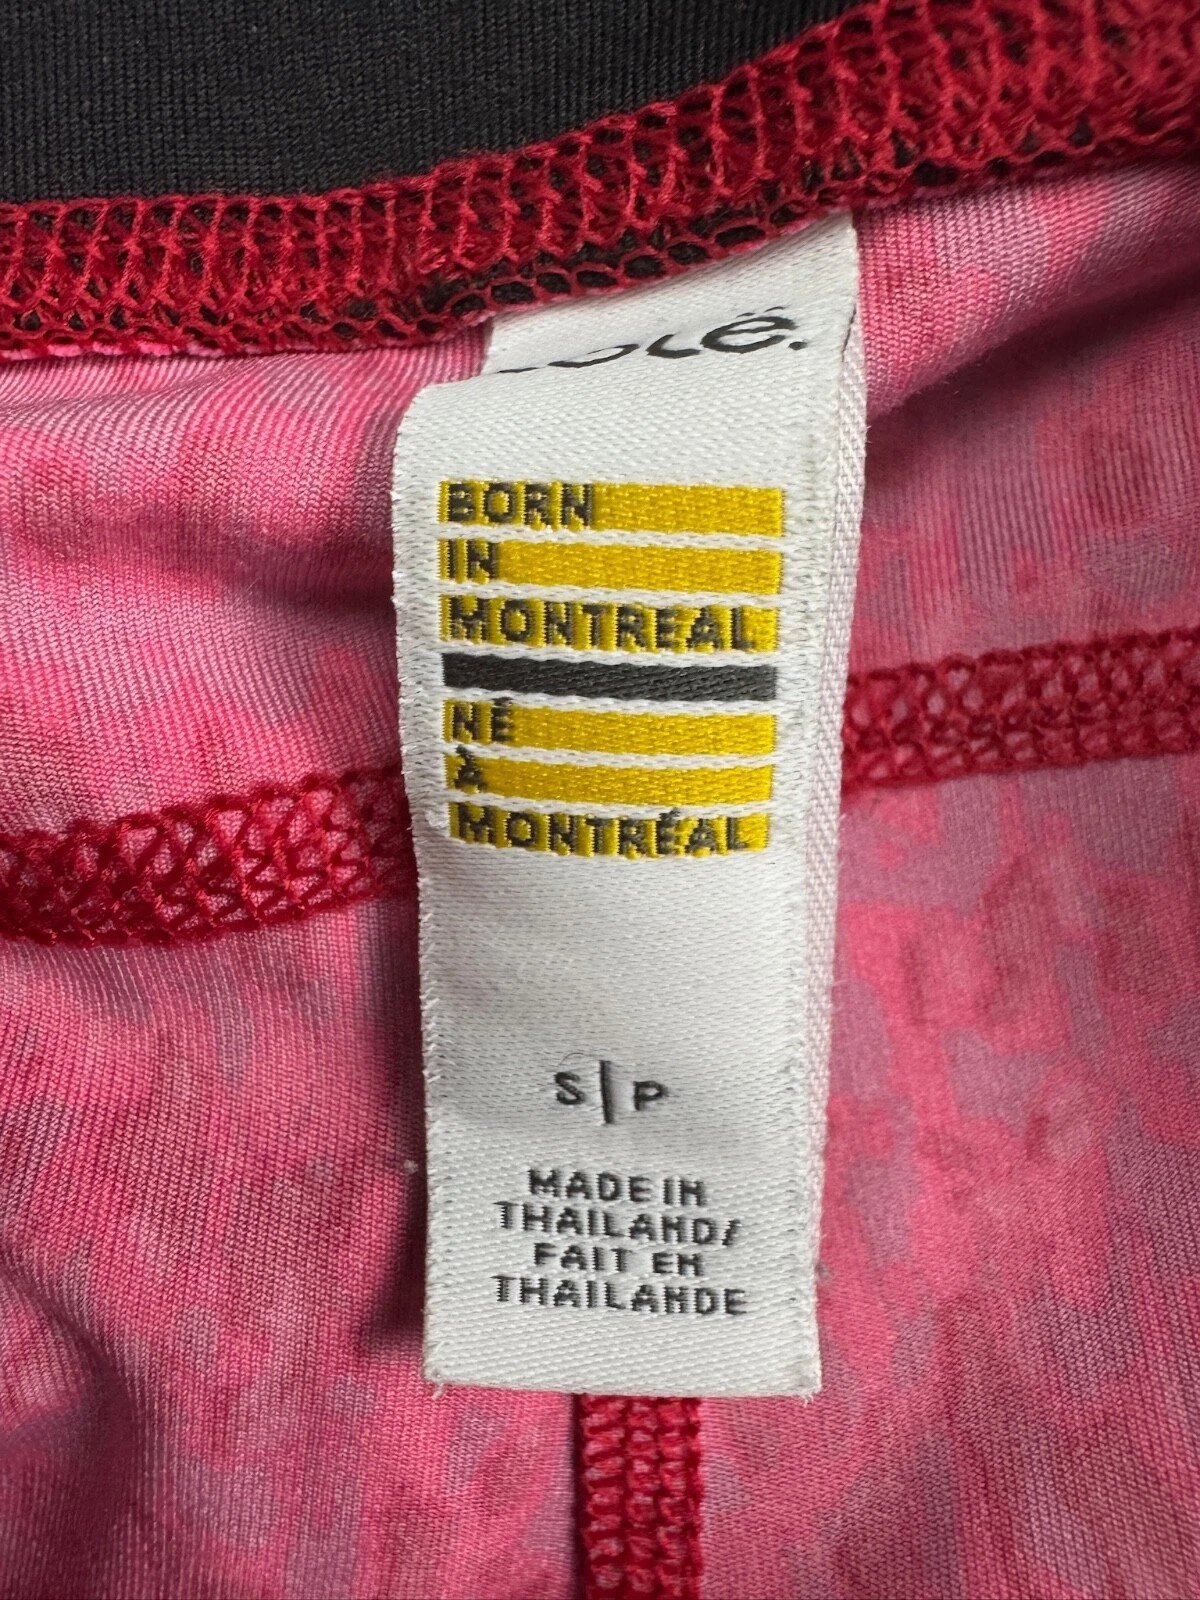 BORN
IN
MONTREAL
NÉ
À
MONTRÉAL
S|P
MADE IN
THAILAND/
FAIT EN
THAILANDE